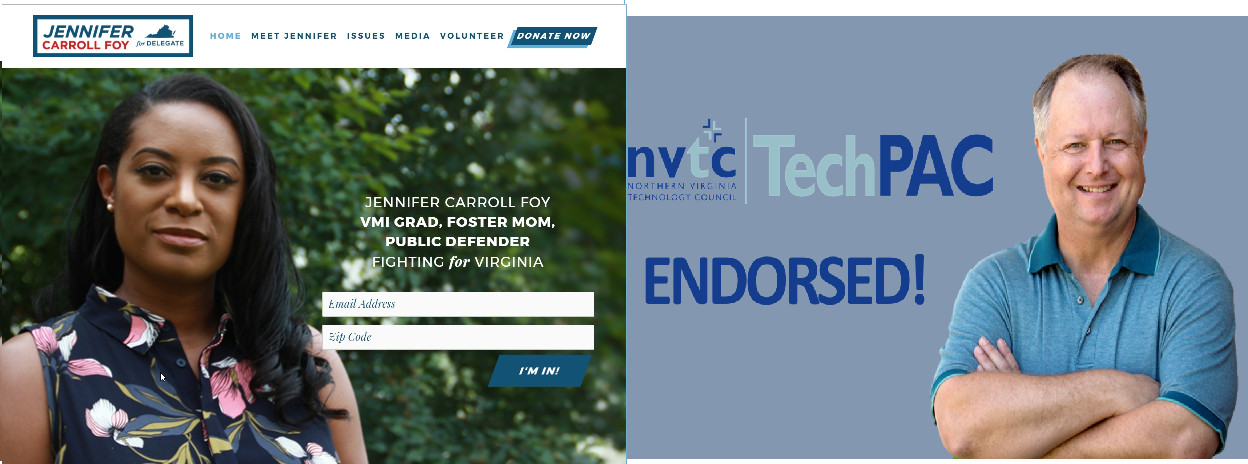 JENNIFER
CARROLL FOY for DELEGATE
HOME MEET JENNIFER ISSUES MEDIA VOLUNTEER DONATE NOW
JENNIFER CARROLL FOY
VMI GRAD, FOSTER MOM,
PUBLIC DEFENDER
FIGHTING for VIRGINIA
Email Address
Zip Code
I'M IN!
nvtc TechPAC
NORTHERN VIRGINIA
TECHNOLOGY COUNCIL
ENDORSED!